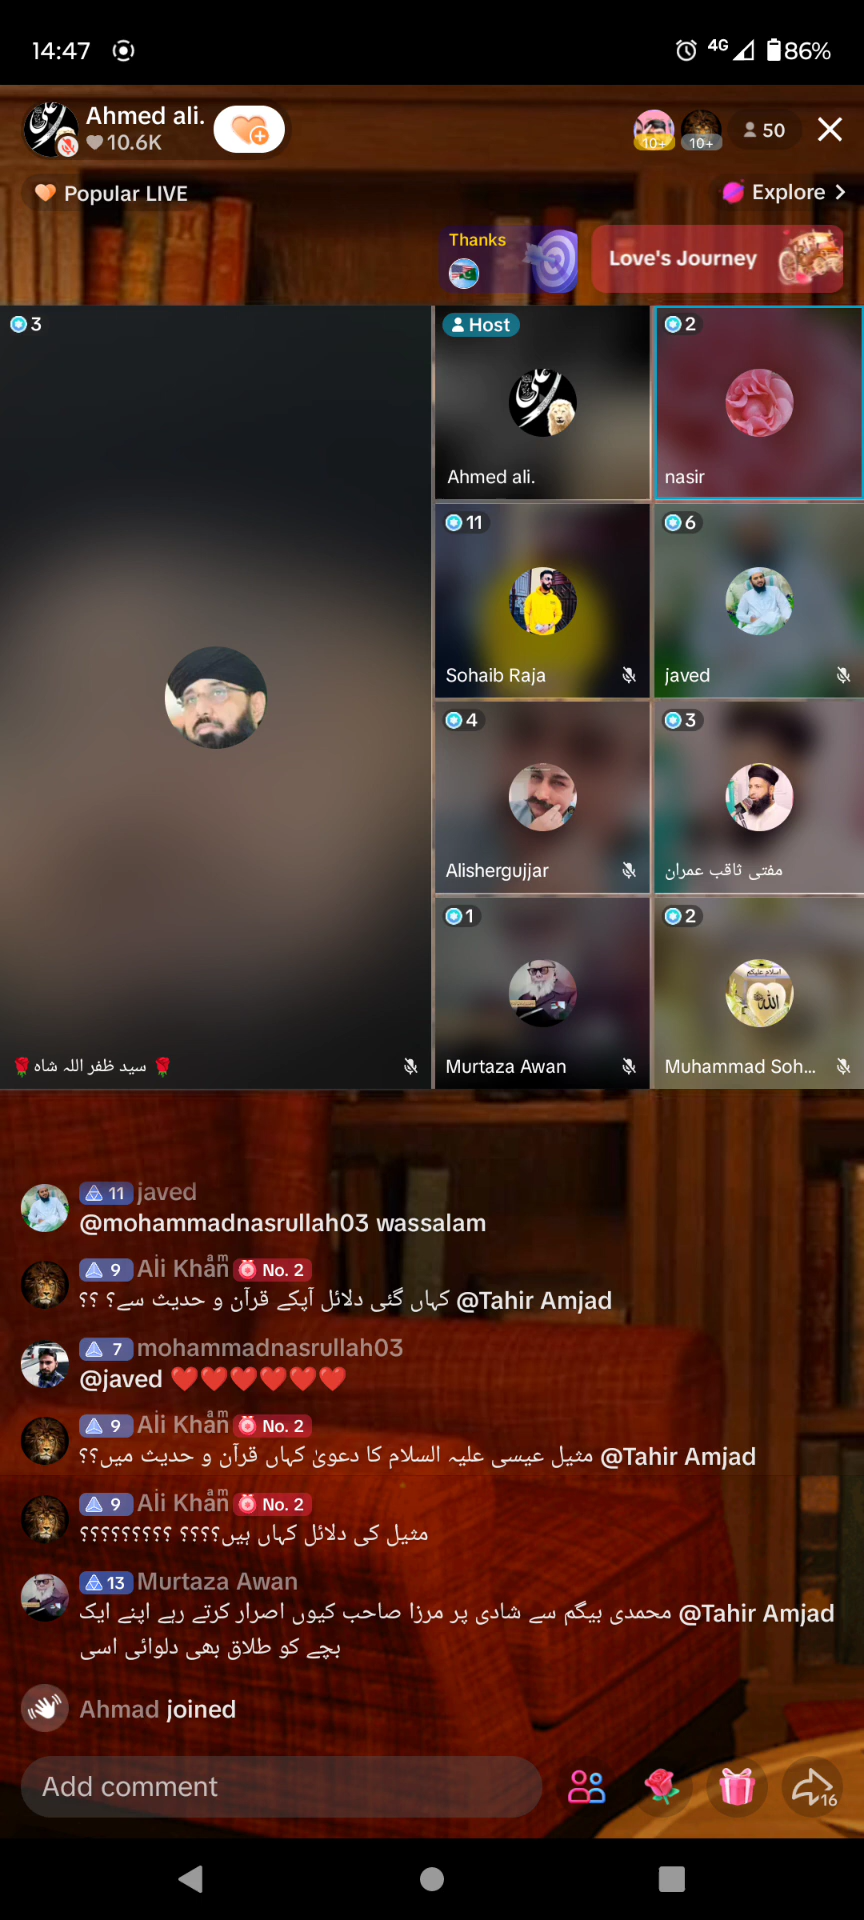 14:47
4G
86%
Ahmed ali.
10.6K
10+
10+
50
Popular LIVE
Explore
Thanks
Love's Journey
3
Host
Ahmed ali.
2
nasir
11
Sohaib Raja
6
javed
4
Alishergujjar
3
مفتی ثاقب عمران
1
Murtaza Awan
2
Muhammad Soh...
🌹سید ظفر اللہ شاہ 🌹
11 javed
@mohammadnasrullah03 wassalam
9 Ali Khan No. 2
@Tahir Amjad کہاں گئی دلائل آپکے قرآن و حدیث سے؟ ؟؟
7 mohammadnasrullah03
@javed ❤️❤️❤️❤️❤️❤️
9 Ali Khan No. 2
@Tahir Amjad مثیل عیسی علیہ السلام کا دعویٰ کہاں قرآن و حدیث میں؟؟
9 Ali Khan No. 2
مثیل کی دلائل کہاں ہیں؟؟؟؟ ؟؟؟؟؟؟؟؟؟
13 Murtaza Awan
@Tahir Amjad محمدی بیگم سے شادی پر مرزا صاحب کیوں اصرار کرتے رہے اپنے ایک
بچے کو طلاق بھی دلوائی اسی
Ahmad joined
Add comment
16